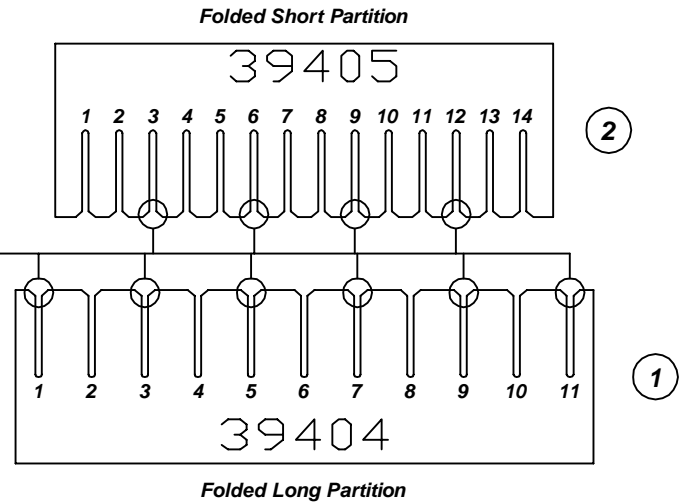 Folded Short Partition
39405
1 2 3 4 5 6 7 8 9 10 11 12 13 14
2
1 2 3 4 5 6 7 8 9 10 11
1
39404
Folded Long Partition